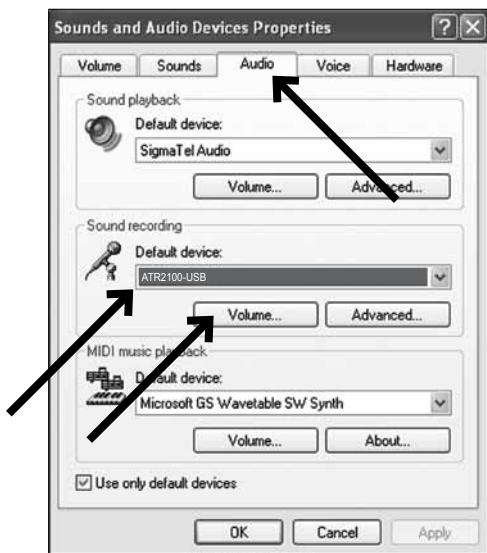 Sounds and Audio Devices Properties
Volume Sounds Audio Voice Hardware
Sound playback
Default device:
SigmaTel Audio
Volume... Advanced...
Sound recording
Default device:
ATR2100-USB
Volume... Advanced...
MIDI music playback
Default device:
Microsoft GS Wavetable SW Synth
Volume... About...
Use only default devices
OK Cancel Apply